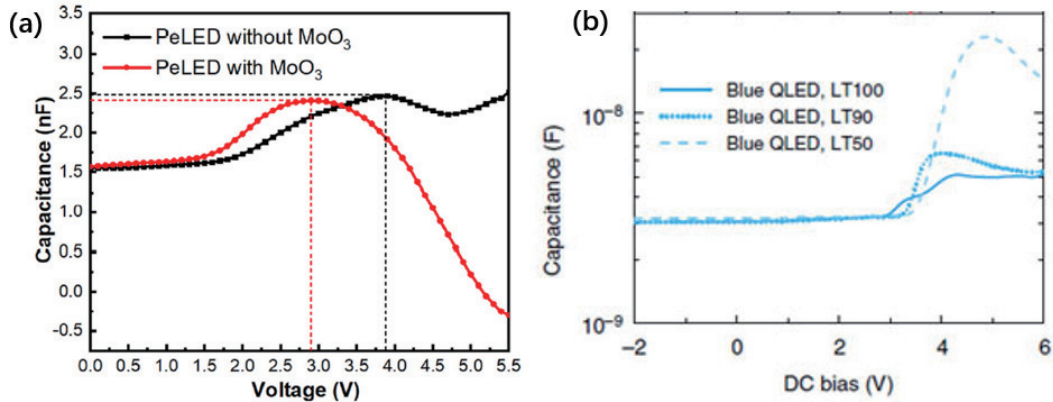 (a)
PeLED without MoO₃
PeLED with MoO₃
Capacitance (nF)
3.5
3.0
2.5
2.0
1.5
1.0
0.5
0.0
-0.5
0.0 0.5 1.0 1.5 2.0 2.5 3.0 3.5 4.0 4.5 5.0 5.5
Voltage (V)
(b)
Blue QLED, LT100
Blue QLED, LT90
Blue QLED, LT50
Capacitance (F)
10⁻⁸
10⁻⁹
−2 0 2 4 6
DC bias (V)